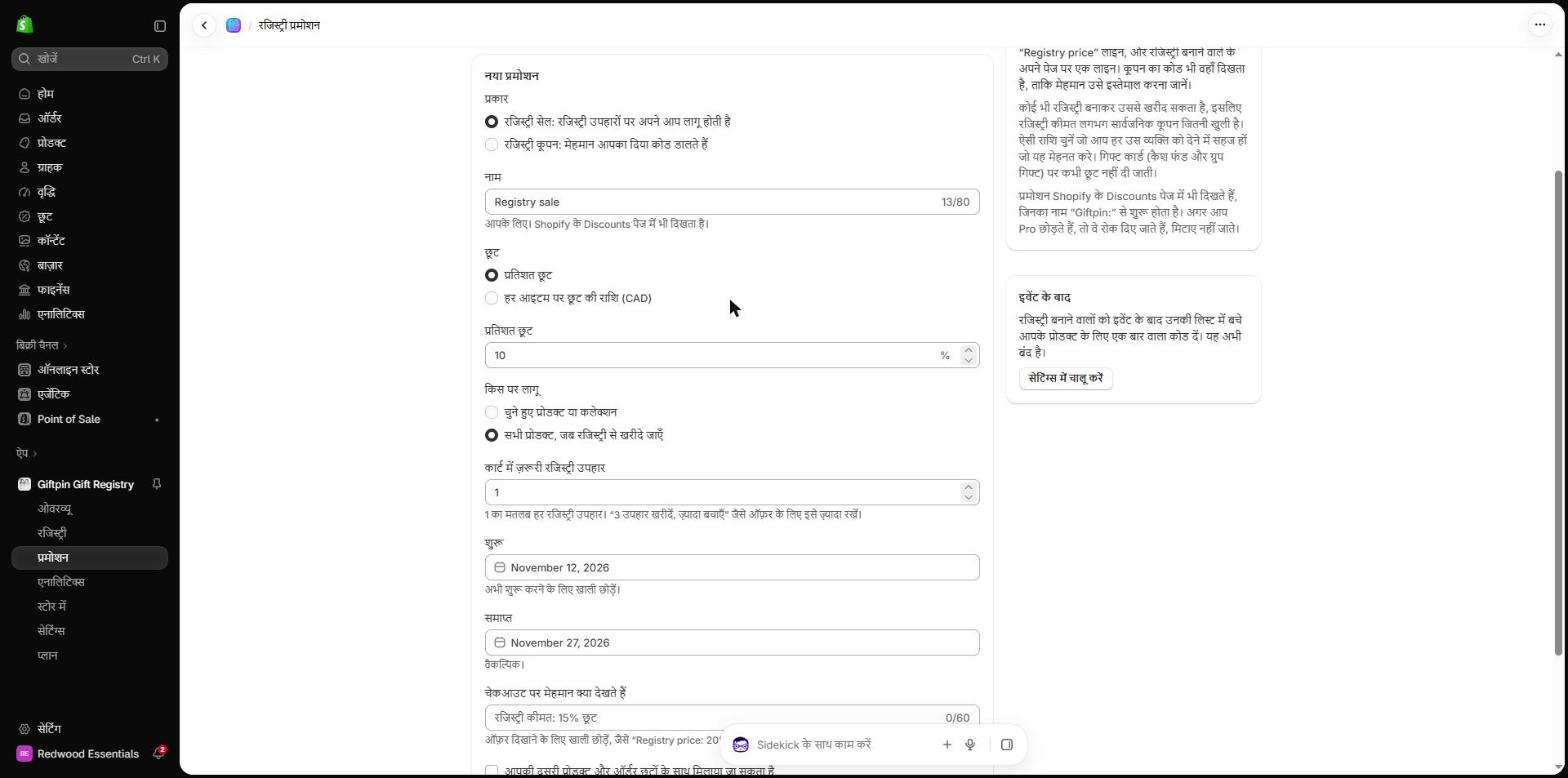 खोजें
Ctrl K
होम
ऑर्डर
प्रोडक्ट
ग्राहक
वृद्धि
छूट
कॉन्टेंट
बाज़ार
फाइनेंस
एनालिटिक्स
बिक्री चैनल
ऑनलाइन स्टोर
एजेंटिक
Point of Sale
ऐप
Giftpin Gift Registry
ओवरव्यू
रजिस्ट्री
प्रमोशन
एनालिटिक्स
स्टोर में
सेटिंग्स
प्लान
सेटिंग
RE
Redwood Essentials
2
/ रजिस्ट्री प्रमोशन
नया प्रमोशन
प्रकार
रजिस्ट्री सेल: रजिस्ट्री उपहारों पर अपने आप लागू होती है
रजिस्ट्री कूपन: मेहमान आपका दिया कोड डालते हैं
नाम
Registry sale
13/80
आपके लिए। Shopify के Discounts पेज में भी दिखता है।
छूट
प्रतिशत छूट
हर आइटम पर छूट की राशि (CAD)
प्रतिशत छूट
10
%
किस पर लागू
चुने हुए प्रोडक्ट या कलेक्शन
सभी प्रोडक्ट, जब रजिस्ट्री से खरीदे जाएँ
कार्ट में ज़रूरी रजिस्ट्री उपहार
1
1 का मतलब हर रजिस्ट्री उपहार। “3 उपहार खरीदें, ज़्यादा बचाएँ” जैसे ऑफ़र के लिए इसे ज़्यादा रखें।
शुरू
November 12, 2026
अभी शुरू करने के लिए खाली छोड़ें।
समाप्त
November 27, 2026
वैकल्पिक।
चेकआउट पर मेहमान क्या देखते हैं
रजिस्ट्री कीमत: 15% छूट
0/60
ऑफ़र दिखाने के लिए खाली छोड़ें, जैसे “Registry price: 20
आपकी दूसरी प्रोडक्ट और ऑर्डर छूटों के साथ मिलाया जा सकता है
Sidekick के साथ काम करें
“Registry price” लाइन, और रजिस्ट्री बनाने वाले के
अपने पेज पर एक लाइन। कूपन का कोड भी वहाँ दिखता
है, ताकि मेहमान उसे इस्तेमाल करना जानें।
कोई भी रजिस्ट्री बनाकर उससे खरीद सकता है, इसलिए
रजिस्ट्री कीमत लगभग सार्वजनिक कूपन जितनी खुली है।
ऐसी राशि चुनें जो आप हर उस व्यक्ति को देने में सहज हों
जो यह मेहनत करे। गिफ्ट कार्ड (कैश फंड और ग्रुप
गिफ्ट) पर कभी छूट नहीं दी जाती।
प्रमोशन Shopify के Discounts पेज में भी दिखते हैं,
जिनका नाम “Giftpin:” से शुरू होता है। अगर आप
Pro छोड़ते हैं, तो वे रोक दिए जाते हैं, मिटाए नहीं जाते।
इवेंट के बाद
रजिस्ट्री बनाने वालों को इवेंट के बाद उनकी लिस्ट में बचे
आपके प्रोडक्ट के लिए एक बार वाला कोड दें। यह अभी
बंद है।
सेटिंग्स में चालू करें